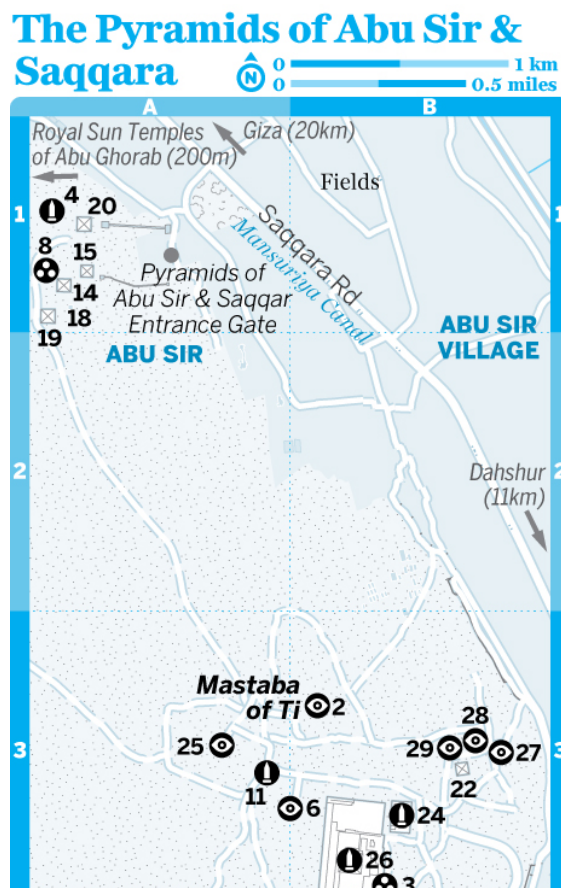 The Pyramids of Abu Sir &
Saqqara
N
0 1 km
0 0.5 miles
A B
Royal Sun Temples
of Abu Ghorab (200m)
Giza (20km)
Fields
1 1
4
20
8
15
14
18
19
Saqqara Rd
Mansuriya Canal
Pyramids of
Abu Sir & Saqqar
Entrance Gate
ABU SIR
ABU SIR
VILLAGE
2 2
Dahshur
(11km)
Mastaba
of Ti
2
28
25
29
27
3 3
22
11
6
24
26
3